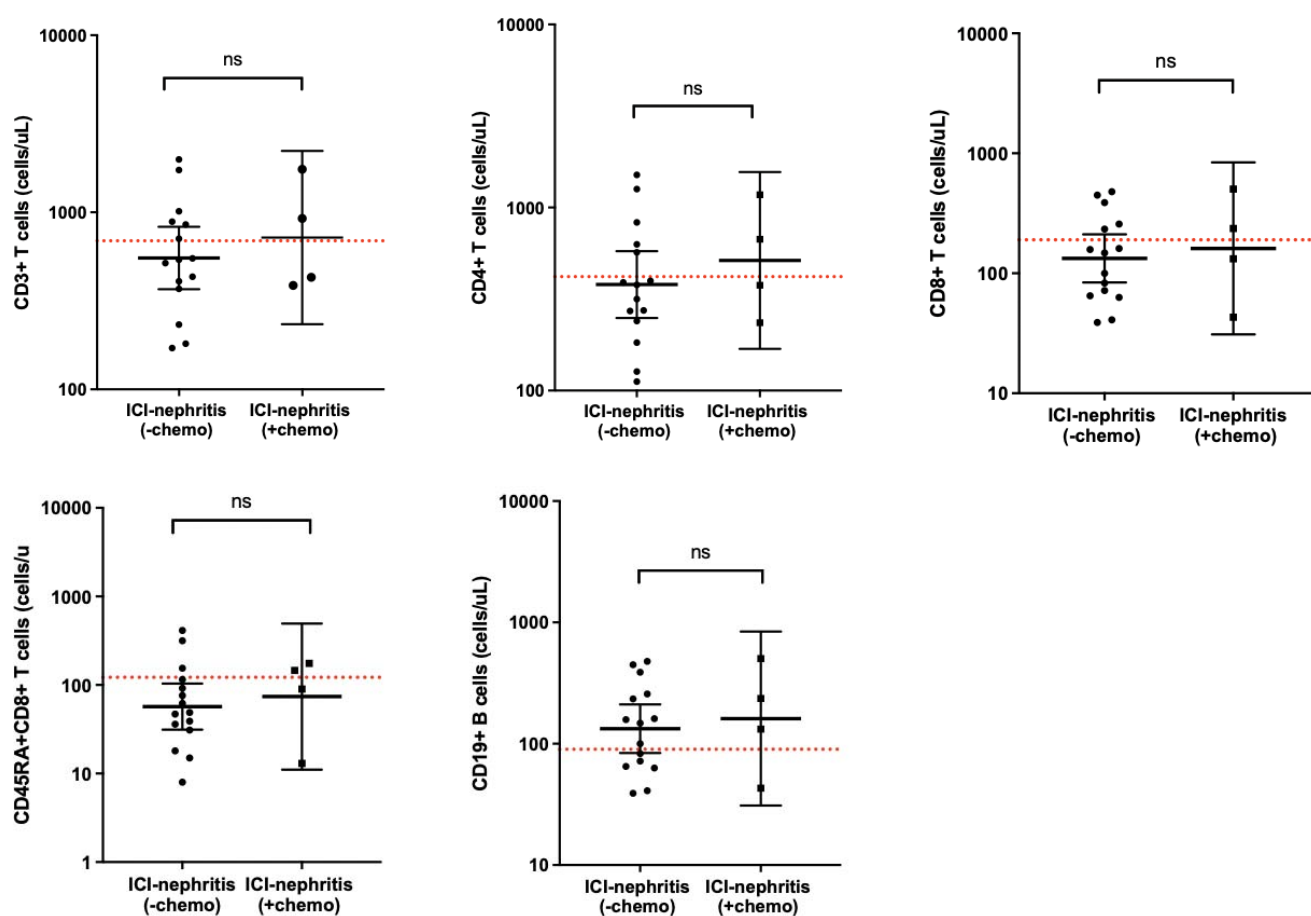 10000
1000
100
CD3+ T cells (cells/uL)
ns
ICI-nephritis
(-chemo)
ICI-nephritis
(+chemo)
10000
1000
100
CD4+ T cells (cells/uL)
ns
ICI-nephritis
(-chemo)
ICI-nephritis
(+chemo)
10000
1000
100
10
CD8+ T cells (cells/uL)
ns
ICI-nephritis
(-chemo)
ICI-nephritis
(+chemo)
10000
1000
100
10
1
CD45RA+CD8+ T cells (cells/u
ns
ICI-nephritis
(-chemo)
ICI-nephritis
(+chemo)
10000
1000
100
10
CD19+ B cells (cells/uL)
ns
ICI-nephritis
(-chemo)
ICI-nephritis
(+chemo)